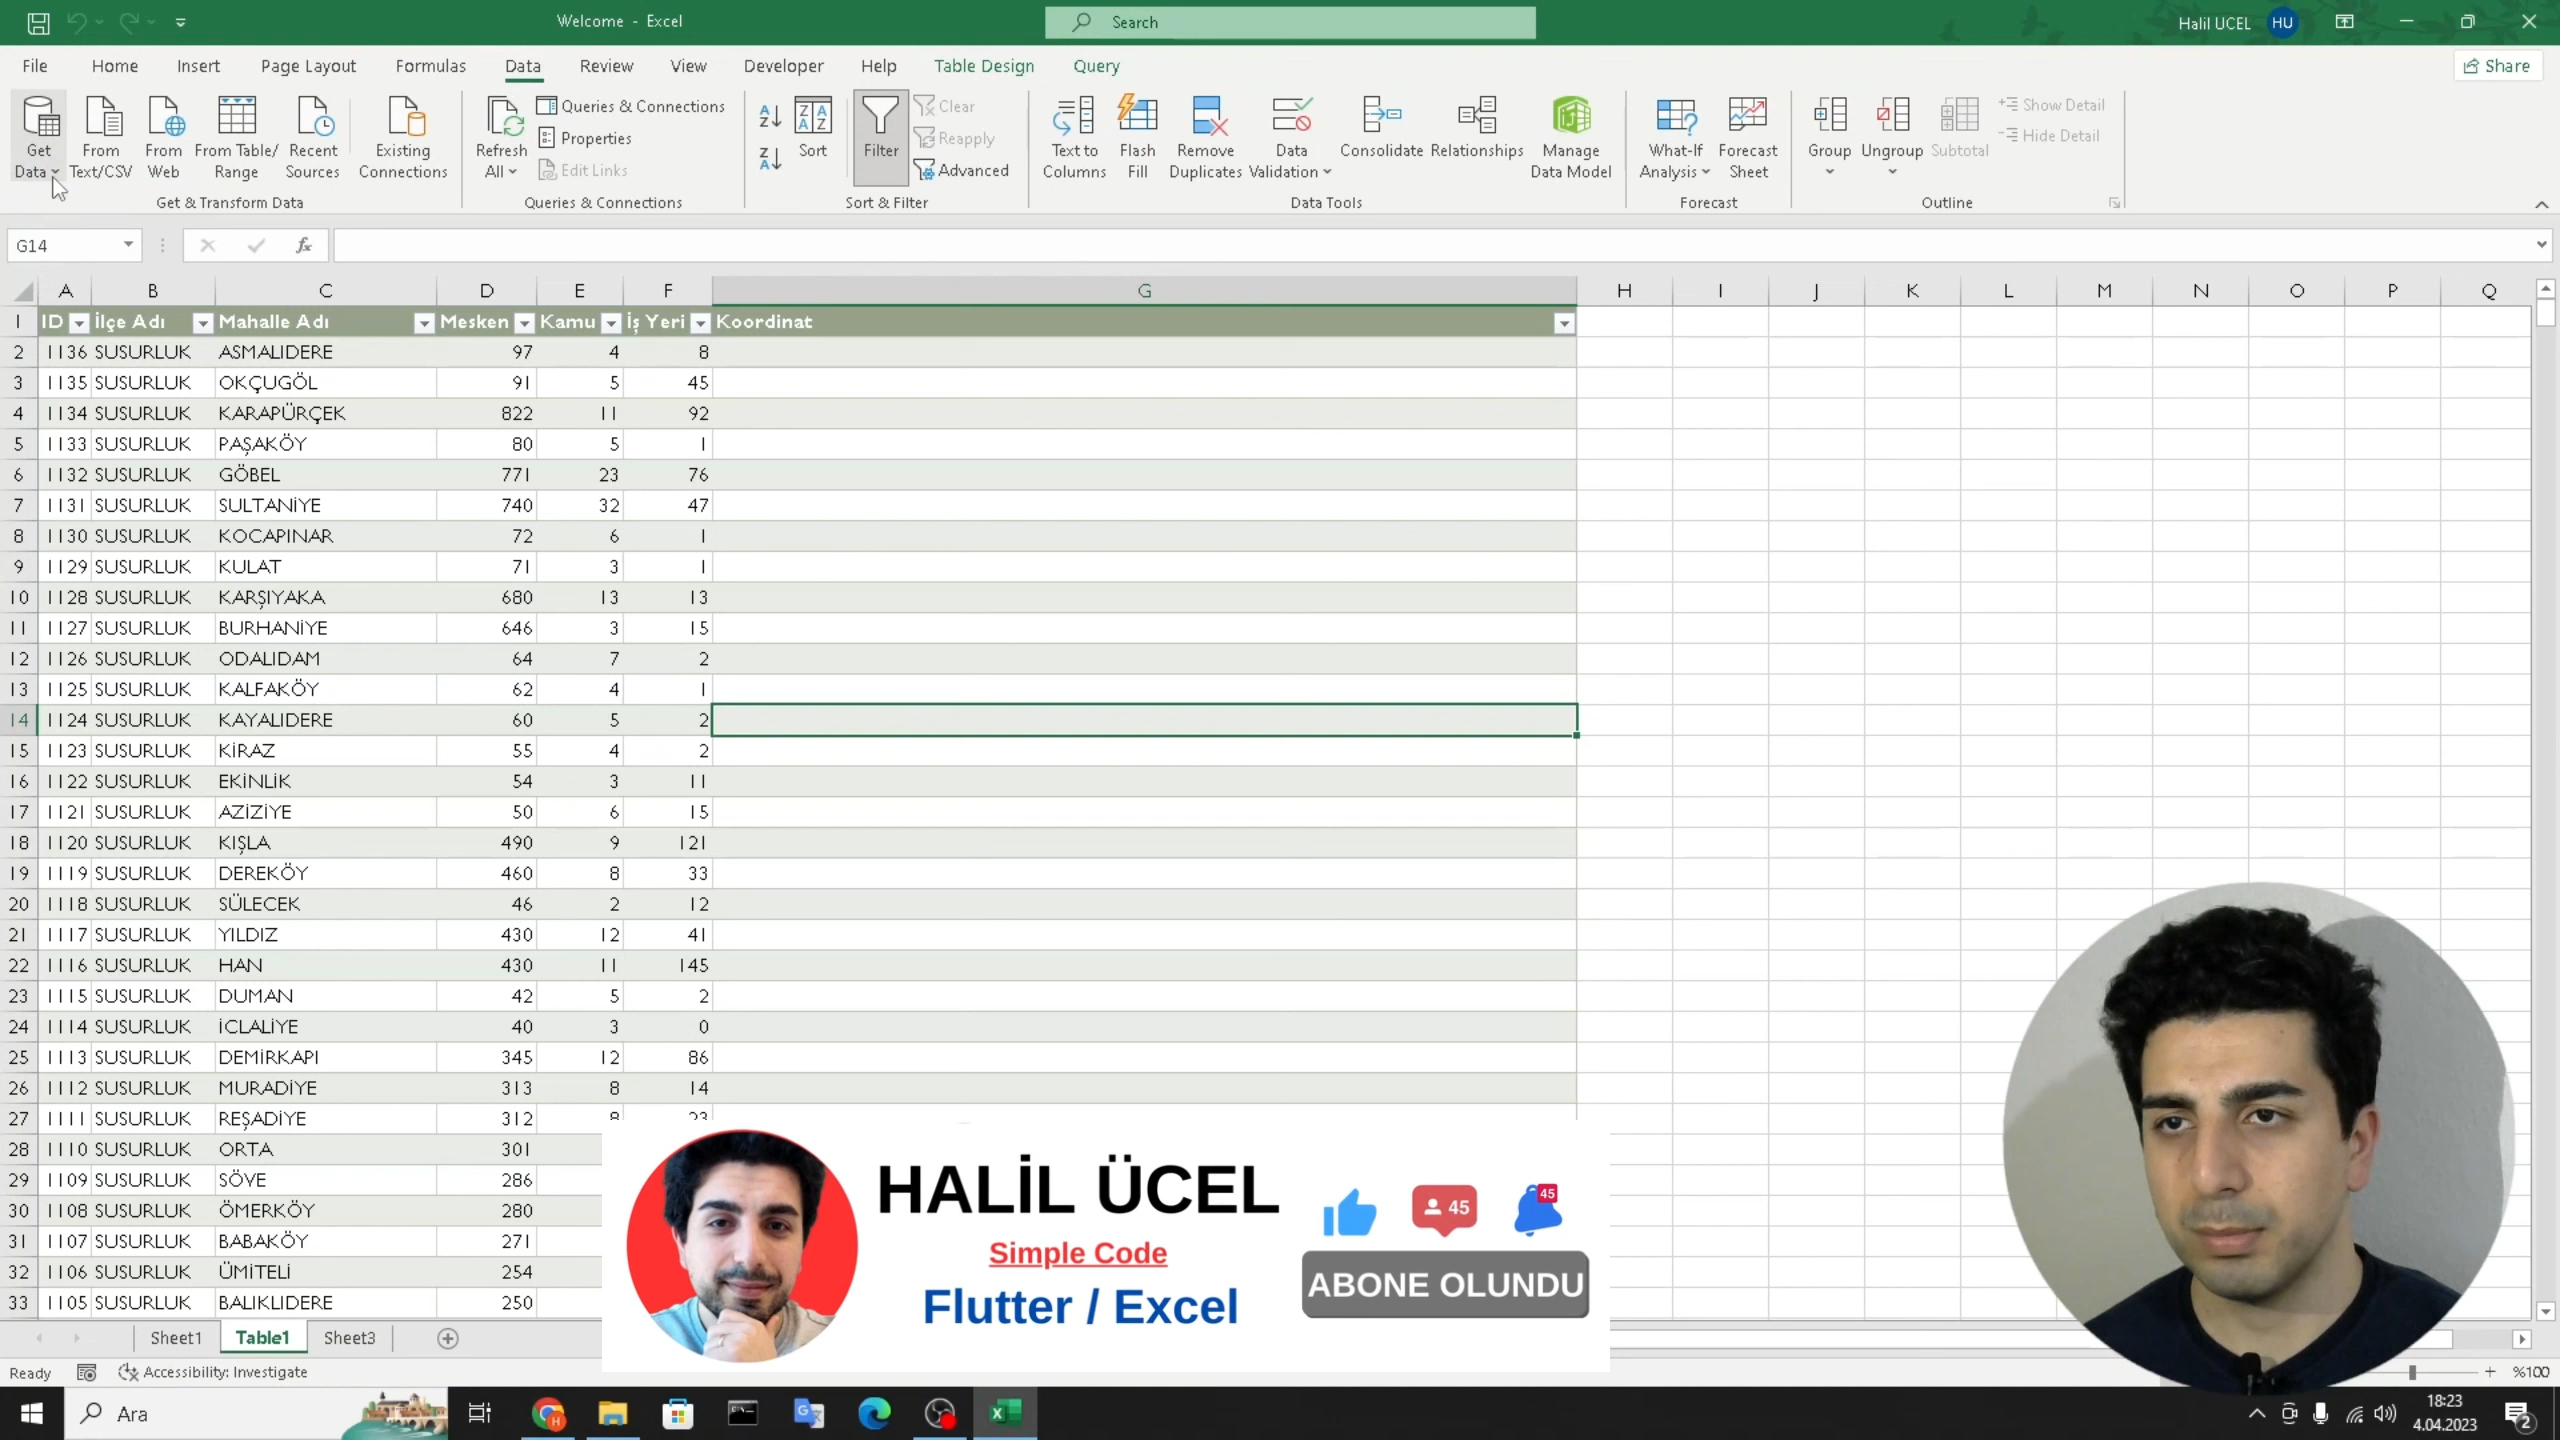 Welcome - Excel
Search
Halil UCEL HU
File Home Insert Page Layout Formulas Data Review View Developer Help Table Design Query Share
Get Data From Text/CSV From Web From Table/Range Recent Sources Existing Connections
Get & Transform Data
Refresh All Queries & Connections Properties Edit Links
Queries & Connections
Sort Filter Clear Reapply Advanced
Sort & Filter
Text to Columns Flash Fill Remove Duplicates Data Validation Consolidate Relationships Manage Data Model
Data Tools
What-If Analysis Forecast Sheet
Forecast
Group Ungroup Subtotal Show Detail Hide Detail
Outline
G14 fx
A B C D E F G H I J K L M N O P Q
1 ID İlçe Adı Mahalle Adı Mesken Kamu İş Yeri Koordinat
2 1136 SUSURLUK ASMALIDERE 97 4 8
3 1135 SUSURLUK OKÇUGÖL 91 5 45
4 1134 SUSURLUK KARAPÜRÇEK 822 11 92
5 1133 SUSURLUK PAŞAKÖY 80 5 1
6 1132 SUSURLUK GÖBEL 771 23 76
7 1131 SUSURLUK SULTANİYE 740 32 47
8 1130 SUSURLUK KOCAPINAR 72 6 1
9 1129 SUSURLUK KULAT 71 3 1
10 1128 SUSURLUK KARŞIYAKA 680 13 13
11 1127 SUSURLUK BURHANİYE 646 3 15
12 1126 SUSURLUK ODALIDAM 64 7 2
13 1125 SUSURLUK KALFAKÖY 62 4 1
14 1124 SUSURLUK KAYALIDERE 60 5 2
15 1123 SUSURLUK KİRAZ 55 4 2
16 1122 SUSURLUK EKİNLİK 54 3 11
17 1121 SUSURLUK AZİZİYE 50 6 15
18 1120 SUSURLUK KIŞLA 490 9 121
19 1119 SUSURLUK DEREKÖY 460 8 33
20 1118 SUSURLUK SÜLECEK 46 2 12
21 1117 SUSURLUK YILDIZ 430 12 41
22 1116 SUSURLUK HAN 430 11 145
23 1115 SUSURLUK DUMAN 42 5 2
24 1114 SUSURLUK İCLALİYE 40 3 0
25 1113 SUSURLUK DEMİRKAPI 345 12 86
26 1112 SUSURLUK MURADİYE 313 8 14
27 1111 SUSURLUK REŞADİYE 312 8 23
28 1110 SUSURLUK ORTA 301
29 1109 SUSURLUK SÖVE 286
30 1108 SUSURLUK ÖMERKÖY 280
31 1107 SUSURLUK BABAKÖY 271
32 1106 SUSURLUK ÜMİTELİ 254
33 1105 SUSURLUK BALIKLIDERE 250
HALİL ÜCEL
Simple Code
Flutter / Excel
45
45
ABONE OLUNDU
Sheet1 Table1 Sheet3
Ready Accessibility: Investigate %100
Ara
18:23
4.04.2023
2